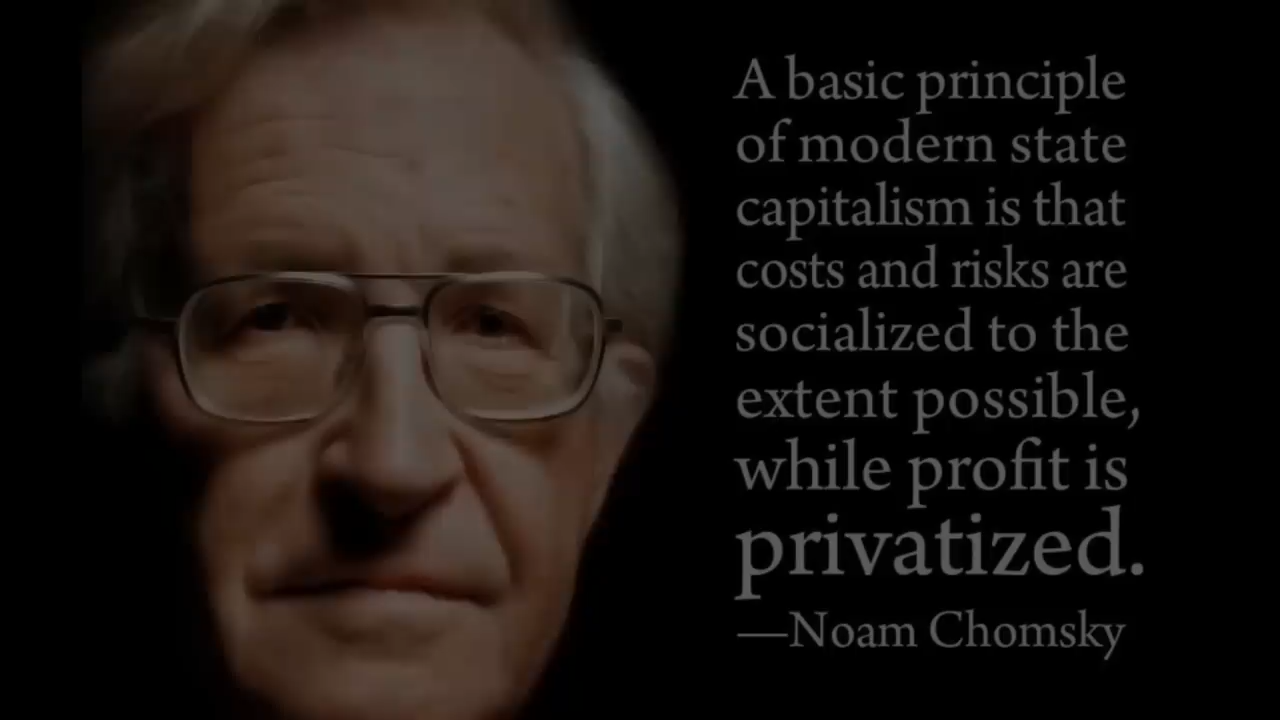 A basic principle
of modern state
capitalism is that
costs and risks are
socialized to the
extent possible,
while profit is
privatized.
—Noam Chomsky